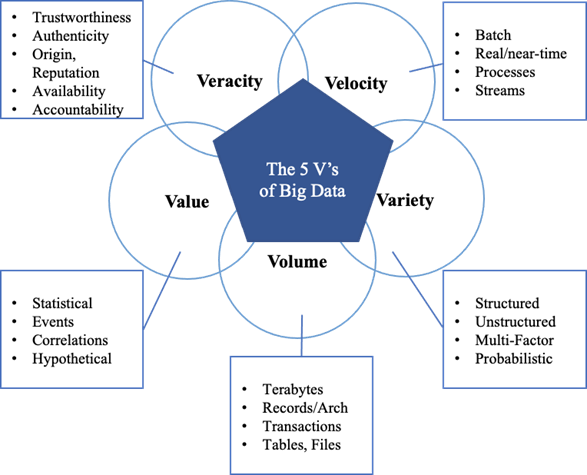 • Trustworthiness
• Authenticity
• Origin,
Reputation
• Availability
• Accountability
Veracity
Velocity
• Batch
• Real/near-time
• Processes
• Streams
The 5 V’s
of Big Data
Value
Variety
Volume
• Statistical
• Events
• Correlations
• Hypothetical
• Terabytes
• Records/Arch
• Transactions
• Tables, Files
• Structured
• Unstructured
• Multi-Factor
• Probabilistic